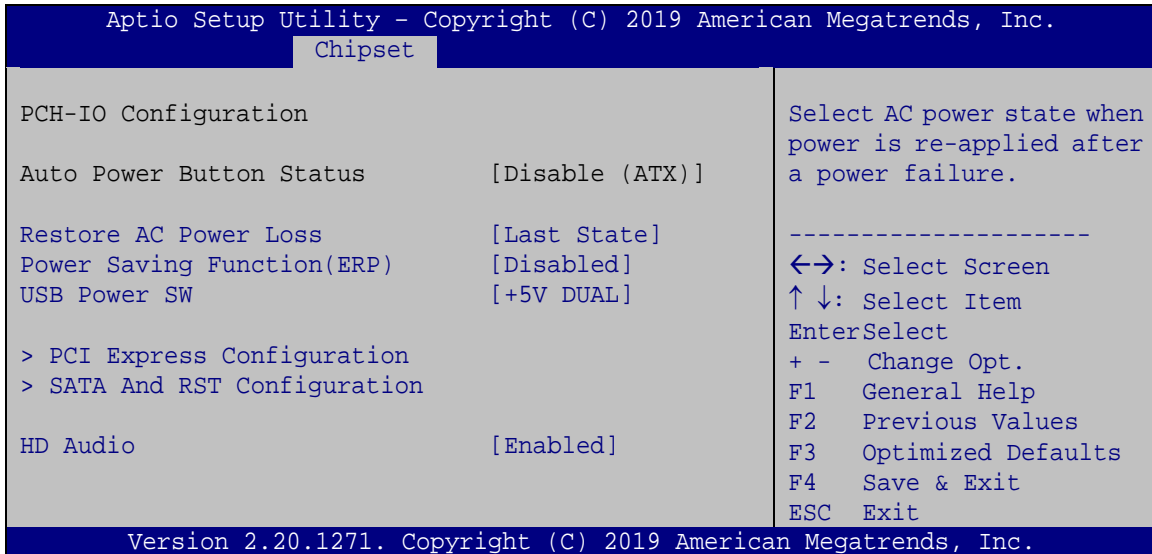 Aptio Setup Utility – Copyright (C) 2019 American Megatrends, Inc.
Chipset
PCH-IO Configuration
Auto Power Button Status [Disable (ATX)]
Restore AC Power Loss [Last State]
Power Saving Function(ERP) [Disabled]
USB Power SW [+5V DUAL]
> PCI Express Configuration
> SATA And RST Configuration
HD Audio [Enabled]
Select AC power state when
power is re-applied after
a power failure.
---------------------
←→: Select Screen
↑ ↓: Select Item
EnterSelect
+ - Change Opt.
F1 General Help
F2 Previous Values
F3 Optimized Defaults
F4 Save & Exit
ESC Exit
Version 2.20.1271. Copyright (C) 2019 American Megatrends, Inc.